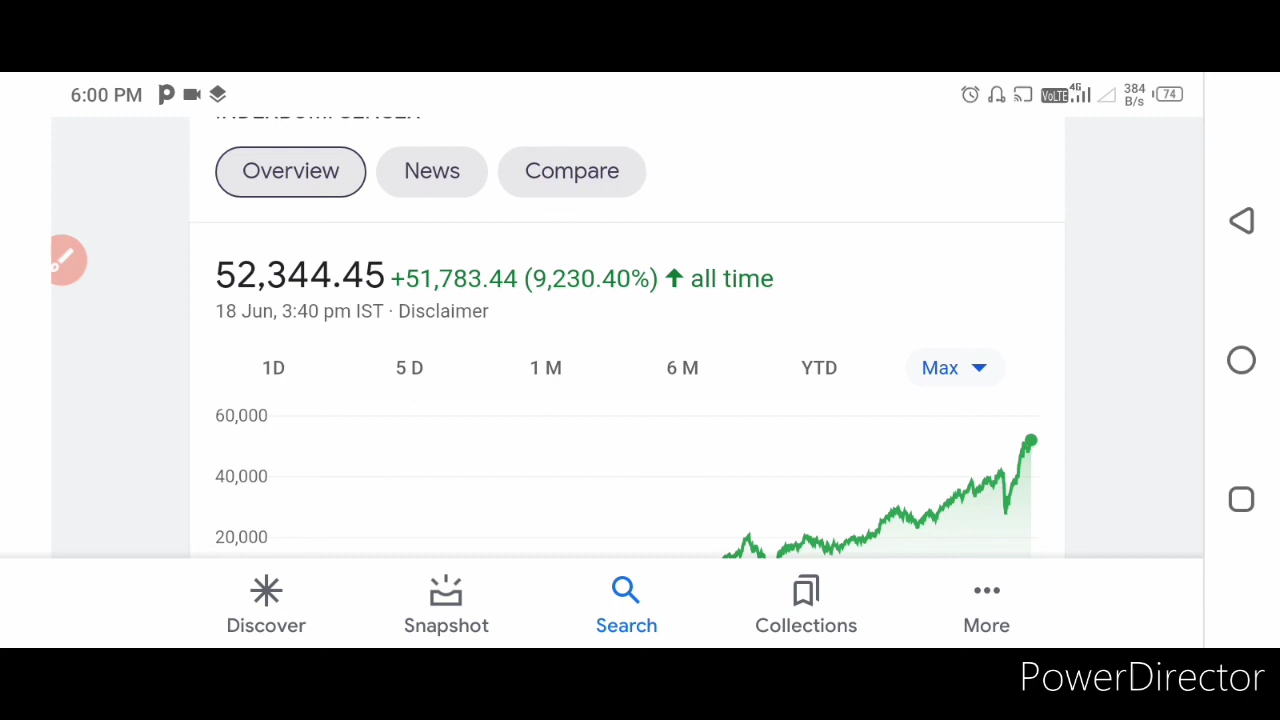 6:00 PM
VoLTE 4G 384 B/s 74
Overview News Compare
52,344.45 +51,783.44 (9,230.40%) ↑ all time
18 Jun, 3:40 pm IST · Disclaimer
1D 5 D 1 M 6 M YTD Max
60,000
40,000
20,000
Discover Snapshot Search Collections More
PowerDirector